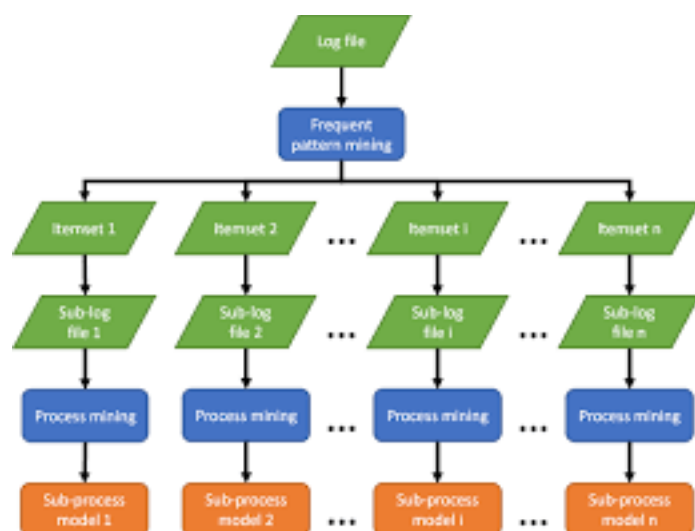 Log file
Frequent
pattern mining
Itemset 1
Itemset 2
...
Itemset i
...
Itemset n
Sub-log
file 1
Sub-log
file 2
...
Sub-log
file i
...
Sub-log
file n
Process mining
Process mining
...
Process mining
...
Process mining
Sub-process
model 1
Sub-process
model 2
...
Sub-process
model i
...
Sub-process
model n